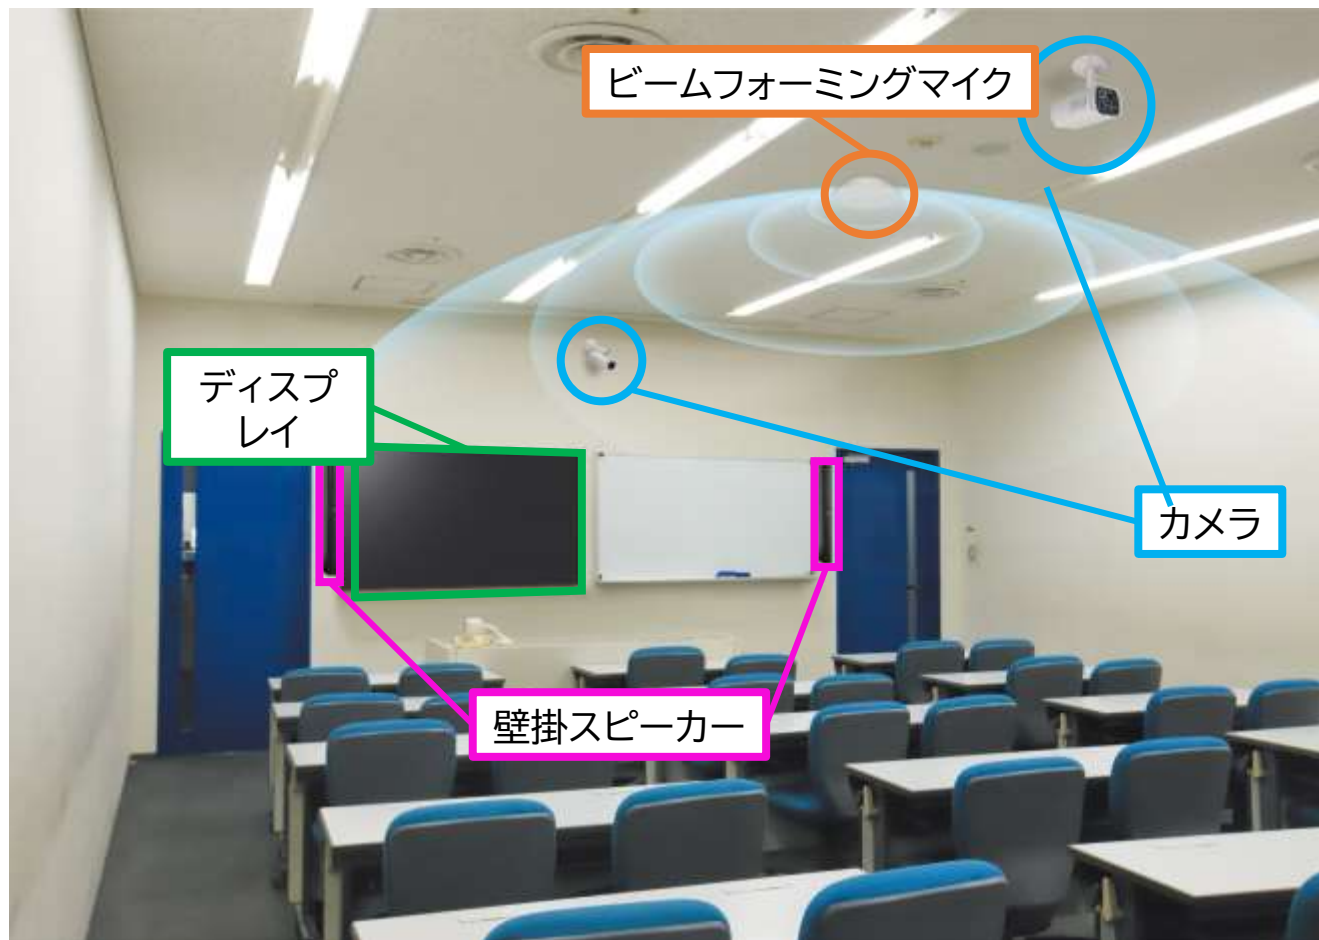 ビームフォーミングマイク
ディスプ
レイ
カメラ
壁掛スピーカー